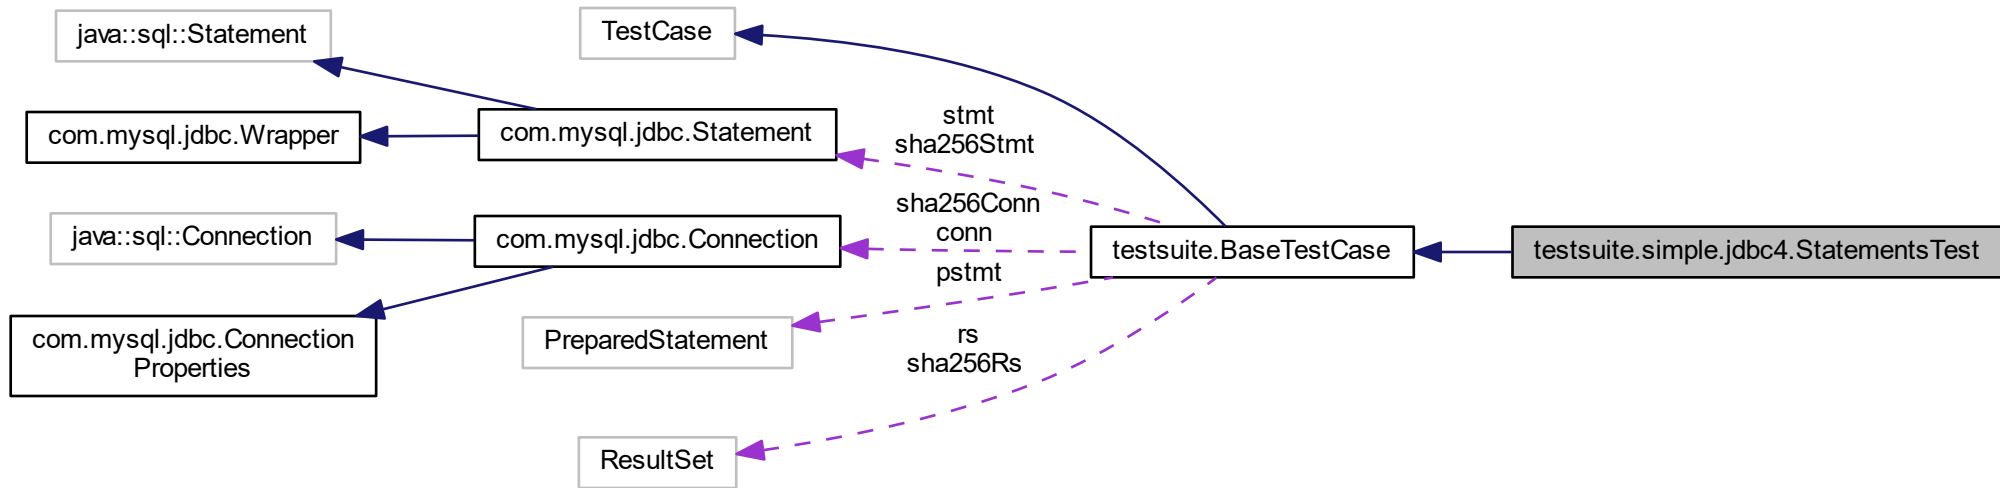 java::sql::Statement
TestCase
com.mysql.jdbc.Wrapper
com.mysql.jdbc.Statement
stmt
sha256Stmt
java::sql::Connection
com.mysql.jdbc.Connection
sha256Conn
conn
pstmt
testsuite.BaseTestCase
testsuite.simple.jdbc4.StatementsTest
com.mysql.jdbc.Connection
Properties
PreparedStatement
rs
sha256Rs
ResultSet